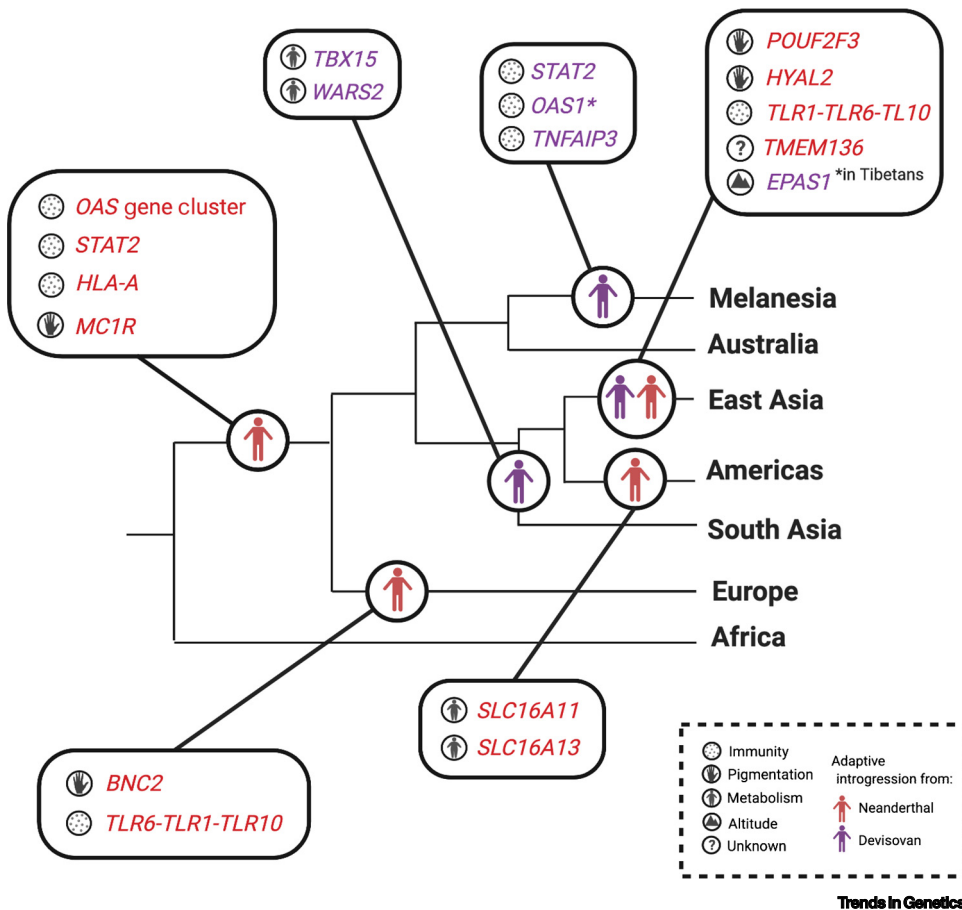 TBX15
WARS2
STAT2
OAS1*
TNFAIP3
POUF2F3
HYAL2
TLR1-TLR6-TL10
TMEM136
EPAS1 *in Tibetans
OAS gene cluster
STAT2
HLA-A
MC1R
Melanesia
Australia
East Asia
Americas
South Asia
Europe
Africa
SLC16A11
SLC16A13
BNC2
TLR6-TLR1-TLR10
Immunity
Pigmentation
Metabolism
Altitude
? Unknown
Adaptive
introgression from:
Neanderthal
Devisovan
Trends in Genetics